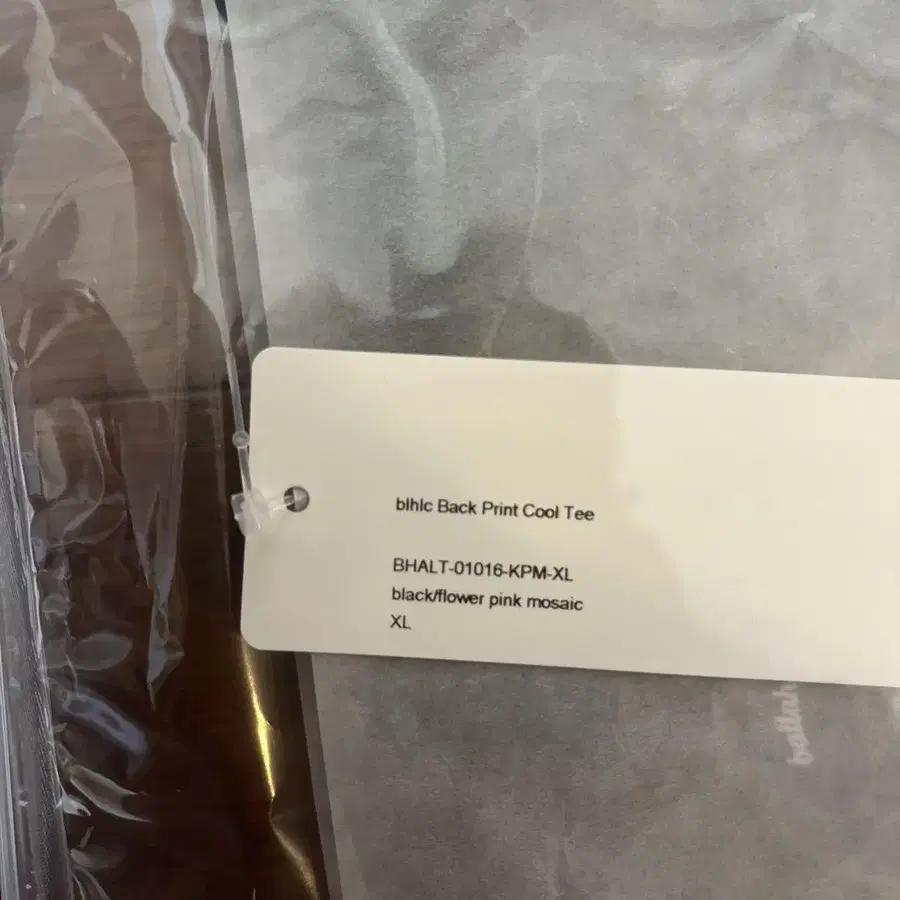 blhlc Back Print Cool Tee
BHALT-01016-KPM-XL
black/flower pink mosaic
XL